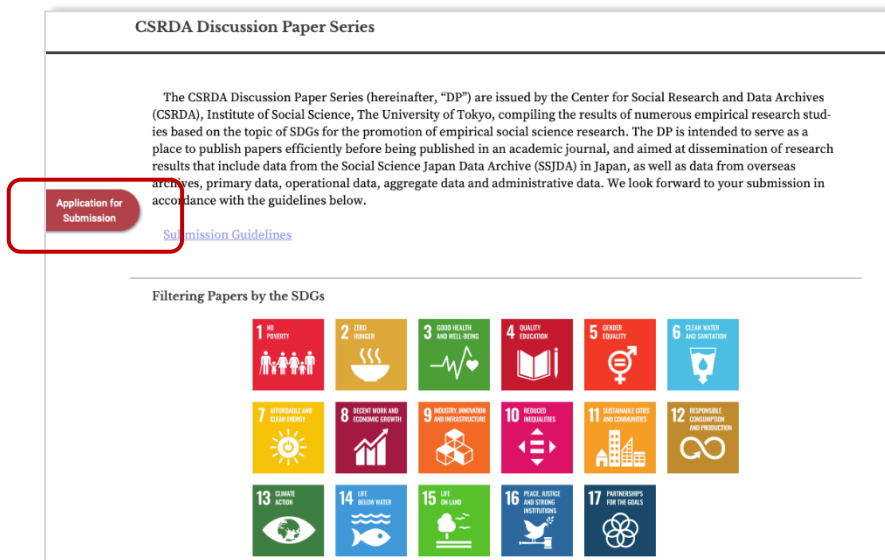 CSRDA Discussion Paper Series
The CSRDA Discussion Paper Series (hereinafter, “DP”) are issued by the Center for Social Research and Data Archives
(CSRDA), Institute of Social Science, The University of Tokyo, compiling the results of numerous empirical research stud-
ies based on the topic of SDGs for the promotion of empirical social science research. The DP is intended to serve as a
place to publish papers efficiently before being published in an academic journal, and aimed at dissemination of research
results that include data from the Social Science Japan Data Archive (SSJDA) in Japan, as well as data from overseas
archives, primary data, operational data, aggregate data and administrative data. We look forward to your submission in
accordance with the guidelines below.
Application for
Submission
Submission Guidelines
Filtering Papers by the SDGs
1 NO
POVERTY
2 ZERO
HUNGER
3 GOOD HEALTH
AND WELL-BEING
4 QUALITY
EDUCATION
5 GENDER
EQUALITY
6 CLEAN WATER
AND SANITATION
7 AFFORDABLE AND
CLEAN ENERGY
8 DECENT WORK AND
ECONOMIC GROWTH
9 INDUSTRY, INNOVATION
AND INFRASTRUCTURE
10 REDUCED
INEQUALITIES
11 SUSTAINABLE CITIES
AND COMMUNITIES
12 RESPONSIBLE
CONSUMPTION
AND PRODUCTION
13 CLIMATE
ACTION
14 LIFE
BELOW WATER
15 LIFE
ON LAND
16 PEACE, JUSTICE
AND STRONG
INSTITUTIONS
17 PARTNERSHIPS
FOR THE GOALS